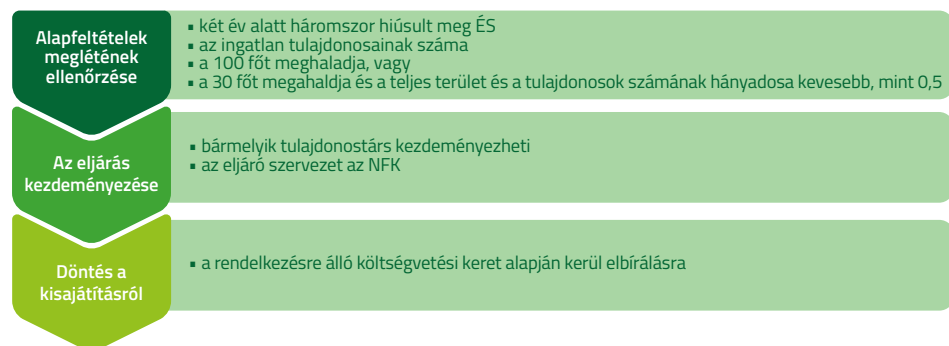 Alapfeltételek
meglétének
ellenőrzése
▪ két év alatt háromszor hiúsult meg ÉS
▪ az ingatlan tulajdonosainak száma
▪ a 100 főt meghaladja, vagy
▪ a 30 főt megahaldja és a teljes terület és a tulajdonosok számának hányadosa kevesebb, mint 0,5
Az eljárás
kezdeményezése
▪ bármelyik tulajdonostárs kezdeményezheti
▪ az eljáró szervezet az NFK
Döntés a
kisajátításról
▪ a rendelkezésre álló költségvetési keret alapján kerül elbírálásra